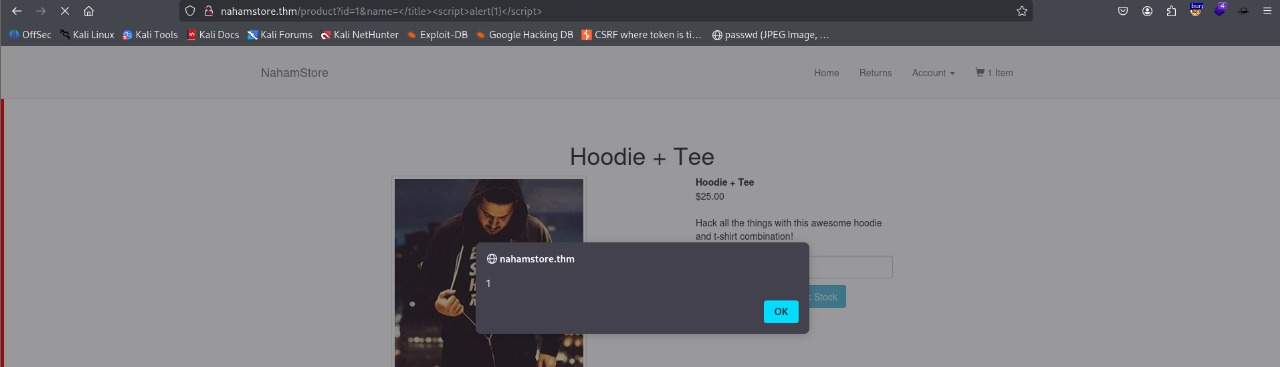 nahamstore.thm/product?id=1&name=</title><script>alert(1)</script>
OffSec Kali Linux Kali Tools Kali Docs Kali Forums Kali NetHunter Exploit-DB Google Hacking DB CSRF where token is ti… passwd (JPEG Image, …
NahamStore Home Returns Account 1 Item
Hoodie + Tee
Hoodie + Tee
$25.00
Hack all the things with this awesome hoodie
and t-shirt combination!
nahamstore.thm
1
Stock
OK